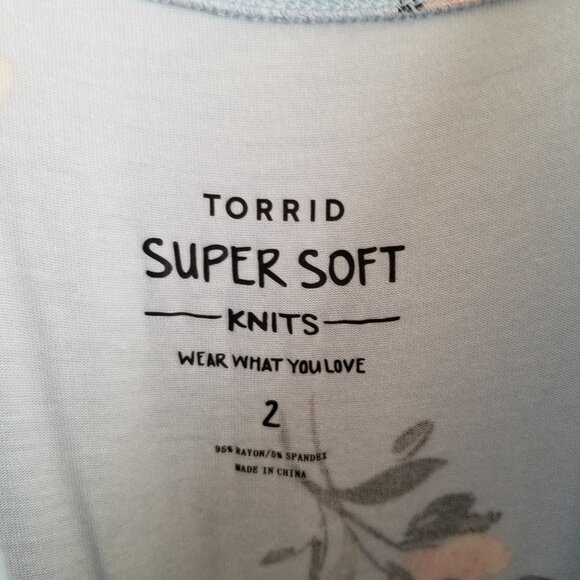 TORRID
SUPER SOFT
KNITS
WEAR WHAT YOU LOVE
2
95% RAYON/5% SPANDEX
MADE IN CHINA